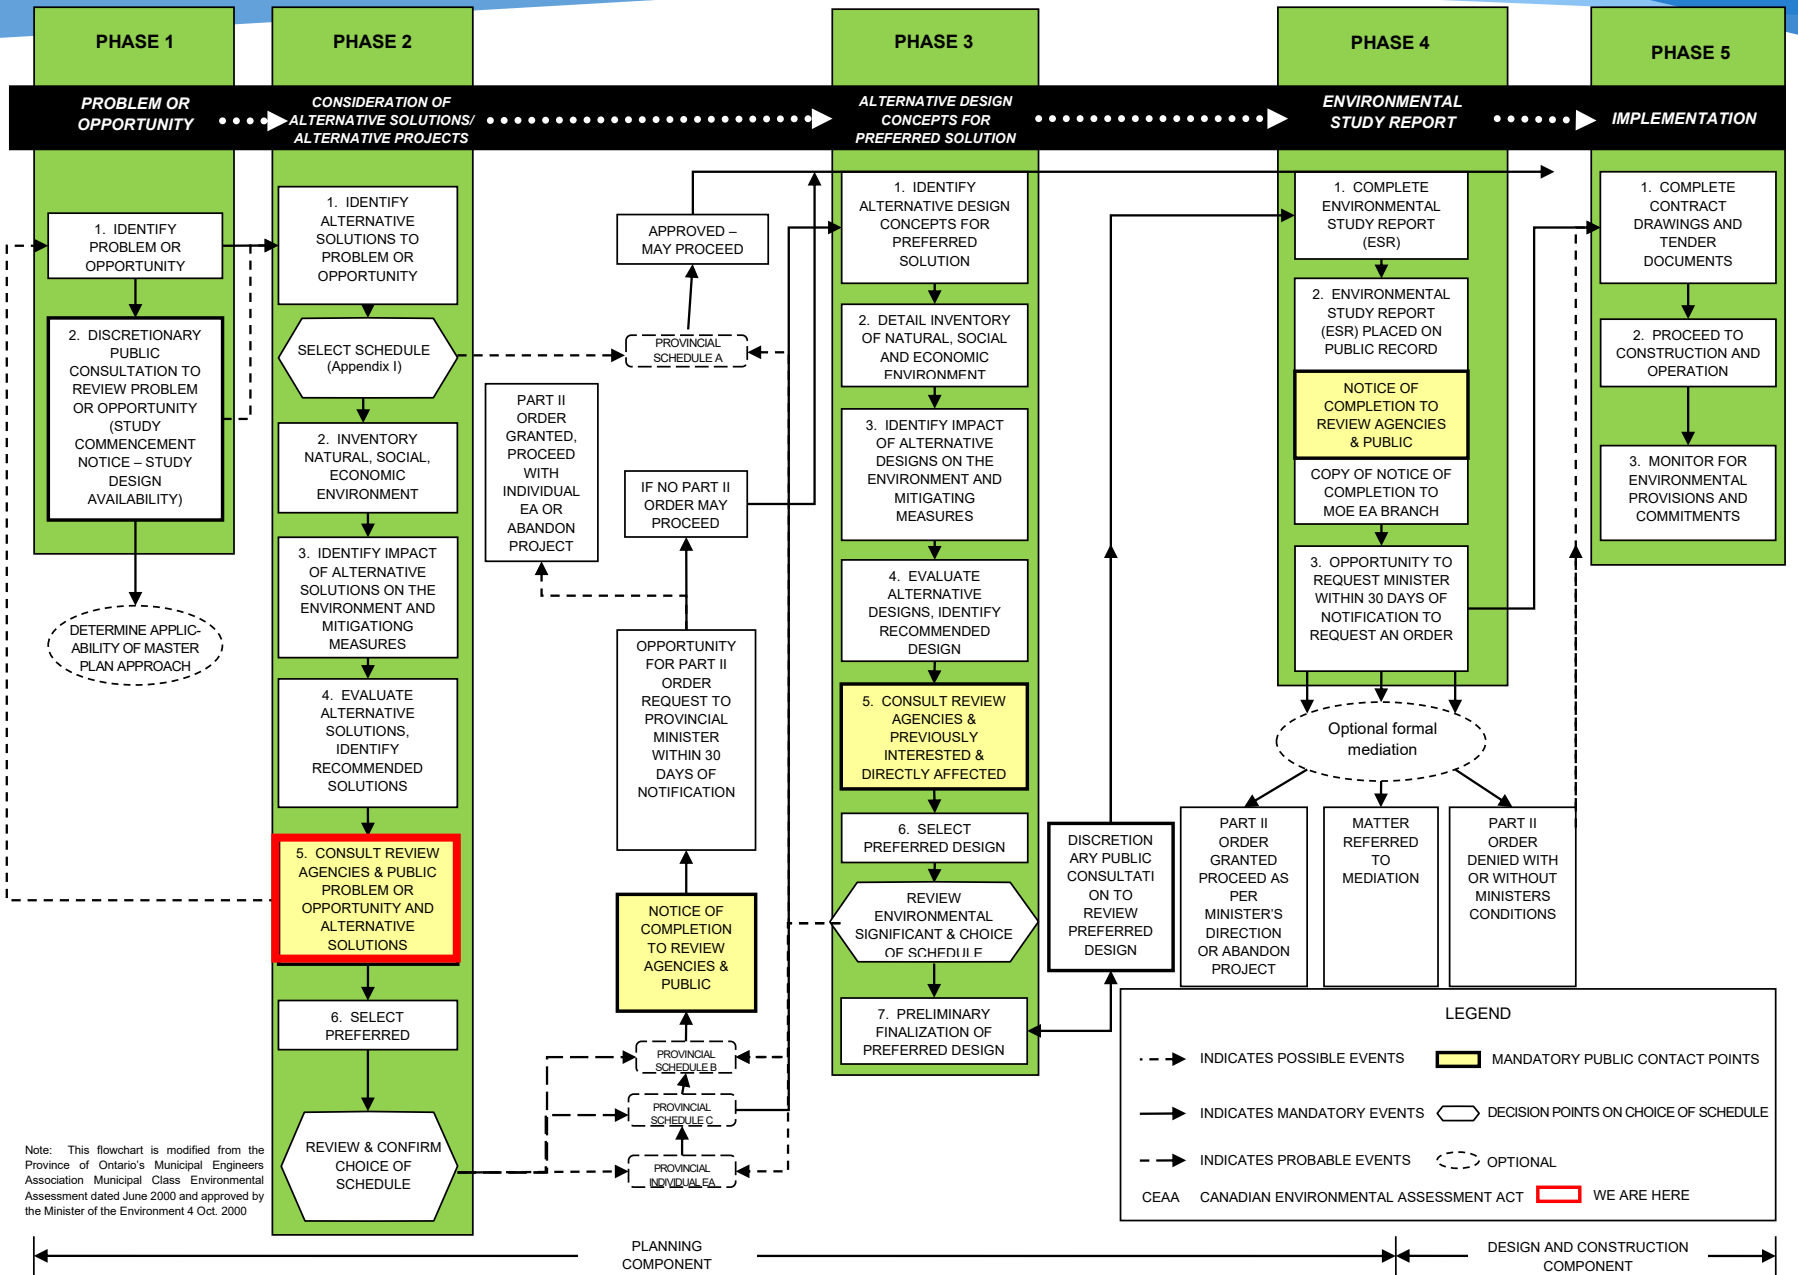 PHASE 1
PROBLEM OR
OPPORTUNITY
1. IDENTIFY
PROBLEM OR
OPPORTUNITY
2. DISCRETIONARY
PUBLIC
CONSULTATION TO
REVIEW PROBLEM
OR OPPORTUNITY
(STUDY
COMMENCEMENT
NOTICE – STUDY
DESIGN
AVAILABILITY)
DETERMINE APPLIC-
ABILITY OF MASTER
PLAN APPROACH
PHASE 2
CONSIDERATION OF
ALTERNATIVE SOLUTIONS/
ALTERNATIVE PROJECTS
1. IDENTIFY
ALTERNATIVE
SOLUTIONS TO
PROBLEM OR
OPPORTUNITY
SELECT SCHEDULE
(Appendix I)
2. INVENTORY
NATURAL, SOCIAL,
ECONOMIC
ENVIRONMENT
3. IDENTIFY IMPACT
OF ALTERNATIVE
SOLUTIONS ON THE
ENVIRONMENT AND
MITIGATIONG
MEASURES
4. EVALUATE
ALTERNATIVE
SOLUTIONS,
IDENTIFY
RECOMMENDED
SOLUTIONS
5. CONSULT REVIEW
AGENCIES & PUBLIC
PROBLEM OR
OPPORTUNITY AND
ALTERNATIVE
SOLUTIONS
6. SELECT
PREFERRED
REVIEW & CONFIRM
CHOICE OF
SCHEDULE
APPROVED –
MAY PROCEED
PROVINCIAL
SCHEDULE A
PART II
ORDER
GRANTED,
PROCEED
WITH
INDIVIDUAL
EA OR
ABANDON
PROJECT
IF NO PART II
ORDER MAY
PROCEED
OPPORTUNITY
FOR PART II
ORDER
REQUEST TO
PROVINCIAL
MINISTER
WITHIN 30
DAYS OF
NOTIFICATION
NOTICE OF
COMPLETION
TO REVIEW
AGENCIES &
PUBLIC
PROVINCIAL
SCHEDULE B
PROVINCIAL
SCHEDULE C
PROVINCIAL
INDIVIDUAL EA
PHASE 3
ALTERNATIVE DESIGN
CONCEPTS FOR
PREFERRED SOLUTION
1. IDENTIFY
ALTERNATIVE DESIGN
CONCEPTS FOR
PREFERRED
SOLUTION
2. DETAIL INVENTORY
OF NATURAL, SOCIAL
AND ECONOMIC
ENVIRONMENT
3. IDENTIFY IMPACT
OF ALTERNATIVE
DESIGNS ON THE
ENVIRONMENT AND
MITIGATING
MEASURES
4. EVALUATE
ALTERNATIVE
DESIGNS, IDENTIFY
RECOMMENDED
DESIGN
5. CONSULT REVIEW
AGENCIES &
PREVIOUSLY
INTERESTED &
DIRECTLY AFFECTED
6. SELECT
PREFERRED DESIGN
REVIEW
ENVIRONMENTAL
SIGNIFICANT & CHOICE
OF SCHEDULE
7. PRELIMINARY
FINALIZATION OF
PREFERRED DESIGN
DISCRETION
ARY PUBLIC
CONSULTATI
ON TO
REVIEW
PREFERRED
DESIGN
PHASE 4
ENVIRONMENTAL
STUDY REPORT
1. COMPLETE
ENVIRONMENTAL
STUDY REPORT
(ESR)
2. ENVIRONMENTAL
STUDY REPORT
(ESR) PLACED ON
PUBLIC RECORD
NOTICE OF
COMPLETION TO
REVIEW AGENCIES
& PUBLIC
COPY OF NOTICE OF
COMPLETION TO
MOE EA BRANCH
3. OPPORTUNITY TO
REQUEST MINISTER
WITHIN 30 DAYS OF
NOTIFICATION TO
REQUEST AN ORDER
Optional formal
mediation
PART II
ORDER
GRANTED
PROCEED AS
PER
MINISTER'S
DIRECTION
OR ABANDON
PROJECT
MATTER
REFERRED
TO
MEDIATION
PART II
ORDER
DENIED WITH
OR WITHOUT
MINISTERS
CONDITIONS
PHASE 5
IMPLEMENTATION
1. COMPLETE
CONTRACT
DRAWINGS AND
TENDER
DOCUMENTS
2. PROCEED TO
CONSTRUCTION AND
OPERATION
3. MONITOR FOR
ENVIRONMENTAL
PROVISIONS AND
COMMITMENTS
LEGEND
INDICATES POSSIBLE EVENTS
MANDATORY PUBLIC CONTACT POINTS
INDICATES MANDATORY EVENTS
DECISION POINTS ON CHOICE OF SCHEDULE
INDICATES PROBABLE EVENTS
OPTIONAL
CEAA CANADIAN ENVIRONMENTAL ASSESSMENT ACT
WE ARE HERE
Note: This flowchart is modified from the
Province of Ontario's Municipal Engineers
Association Municipal Class Environmental
Assessment dated June 2000 and approved by
the Minister of the Environment 4 Oct. 2000
PLANNING
COMPONENT
DESIGN AND CONSTRUCTION
COMPONENT